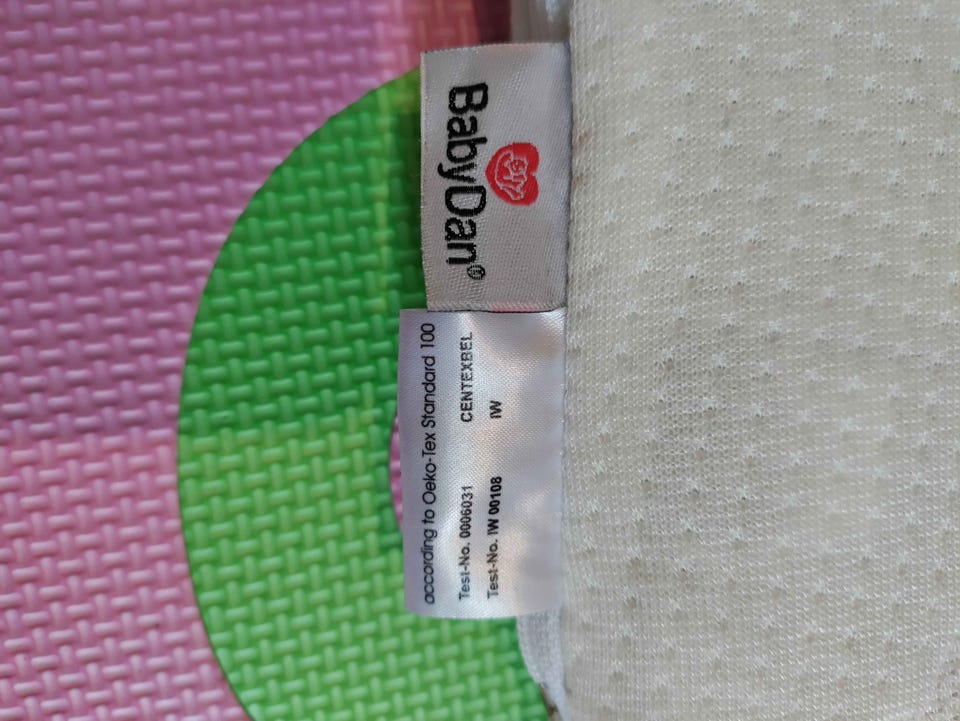 BabyDan®
according to Oeko-Tex Standard 100
Test-No. 0006031 CENTEXBEL
Test-No. IW 00108 IW